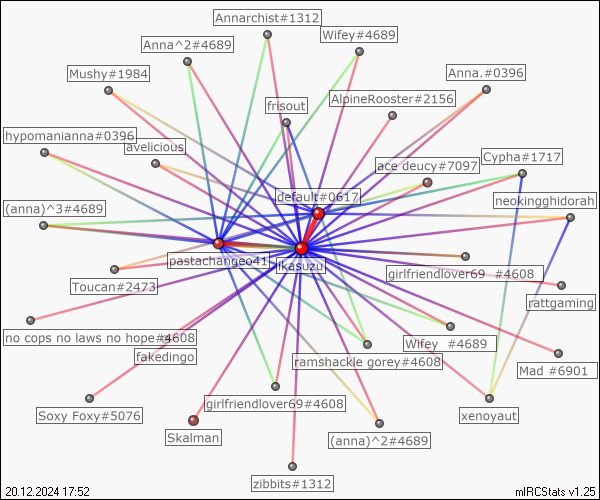 Annarchist#1312
Wifey#4689
Anna^2#4689
Mushy#1984
Anna.#0396
AlpineRooster#2156
frisout
hypomanianna#0396
avelicious
ace deucy#7097
Cypha#1717
default#0617
neokingghidorah
(anna)^3#4689
pastachangeo41
ikasuzu
girlfriendlover69 #4608
Toucan#2473
rattgaming
no cops no laws no hope#4608
Wifey #4689
fakedingo
ramshackle gorey#4608
Mad #6901
girlfriendlover69#4608
Soxy Foxy#5076
xenoyaut
Skalman
(anna)^2#4689
zibbits#1312
20.12.2024 17:52
mIRCStats v1.25